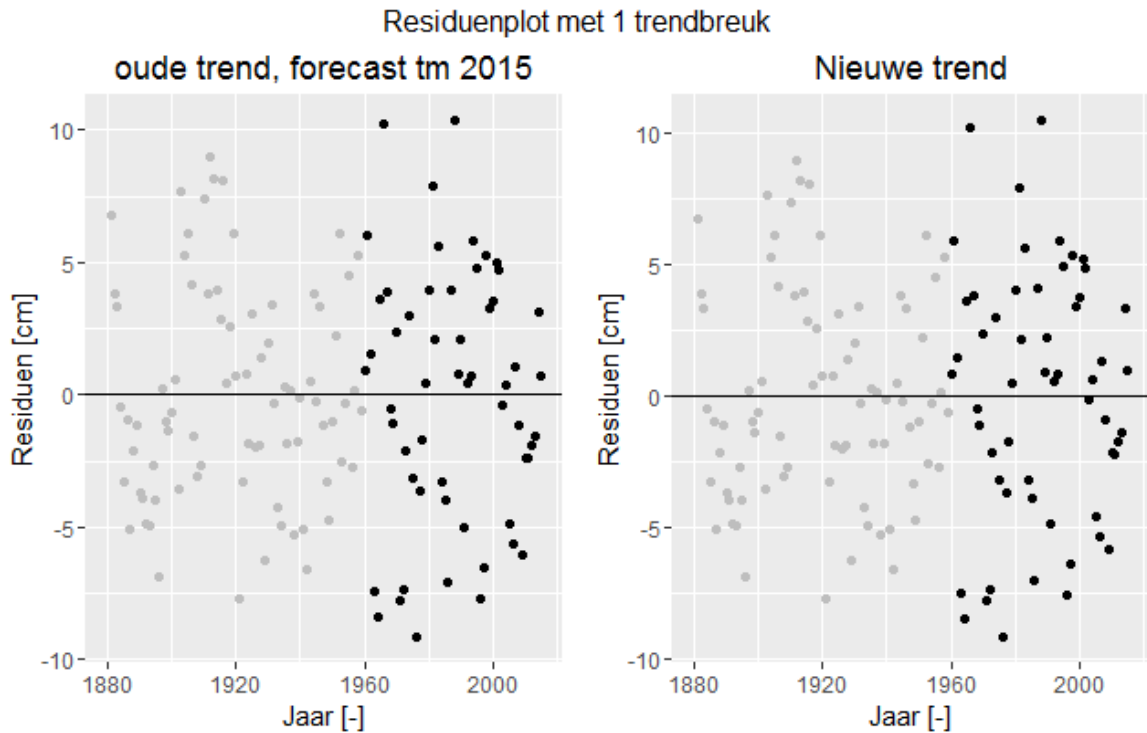 Residuenplot met 1 trendbreuk
oude trend, forecast tm 2015
Residuen [cm]
10
5
0
-5
-10
1880
1920
1960
2000
Jaar [-]
Nieuwe trend
Residuen [cm]
10
5
0
-5
-10
1880
1920
1960
2000
Jaar [-]